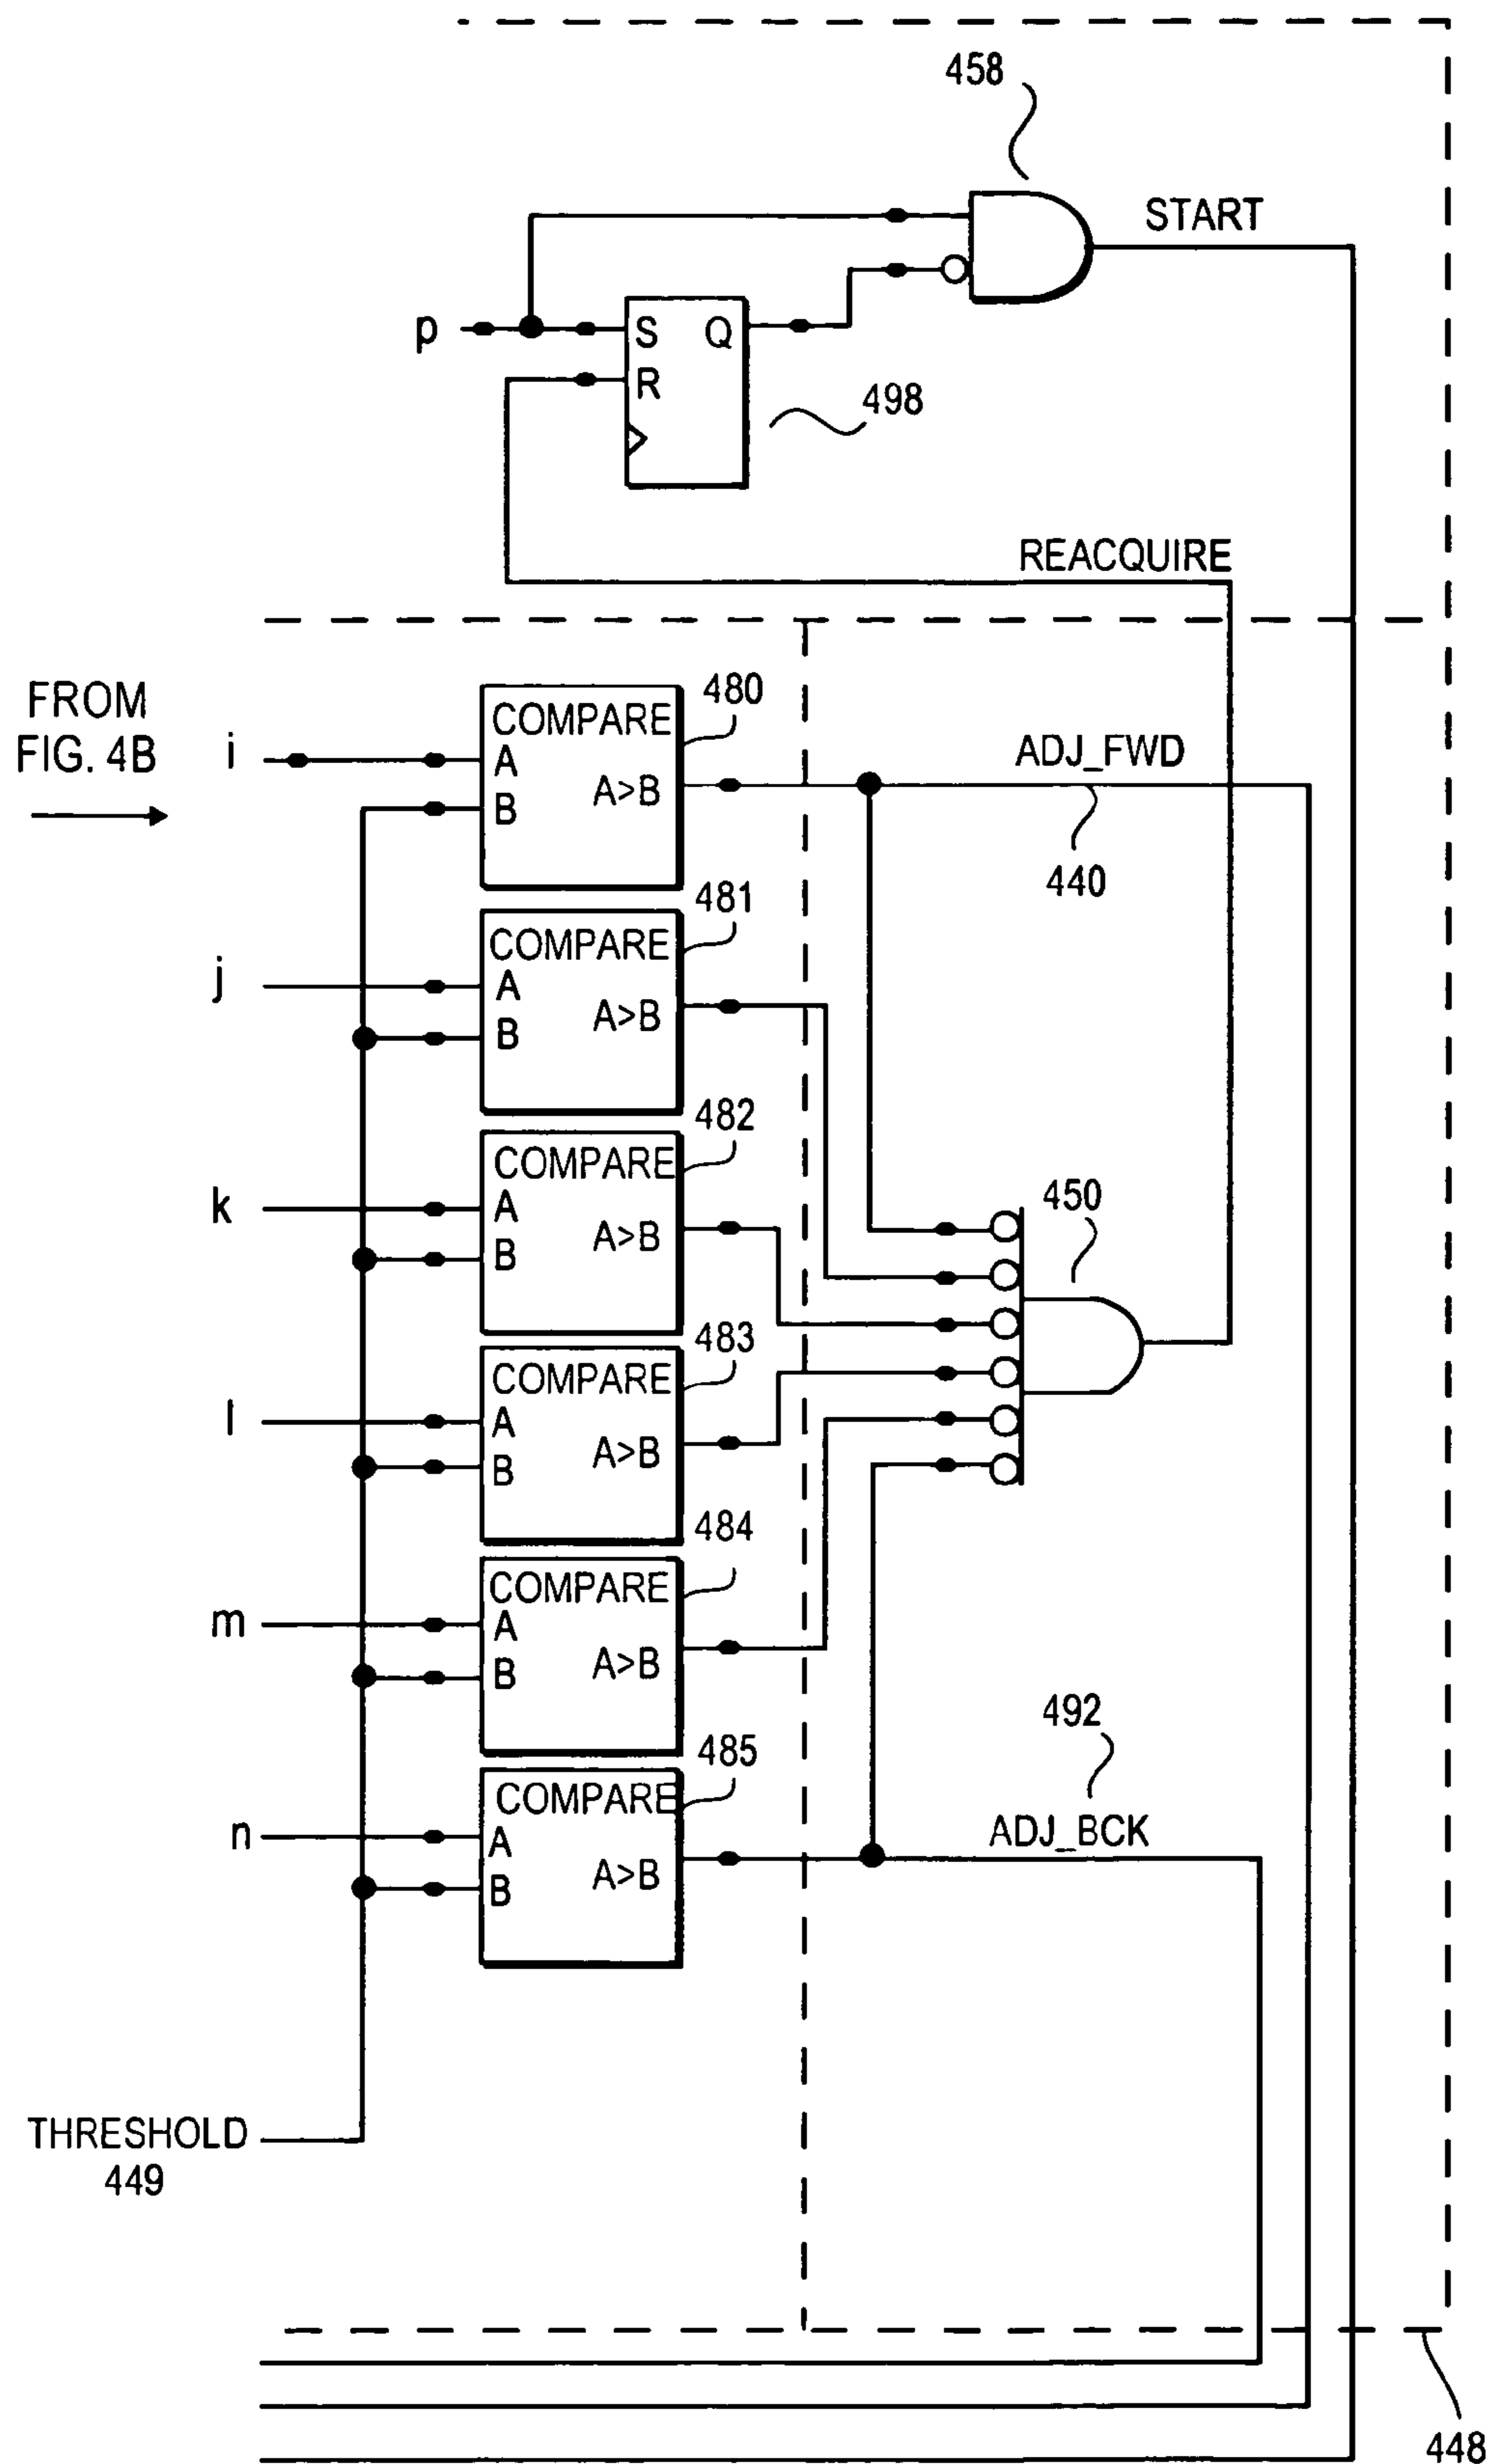 458
START
p
S Q
R
498
REACQUIRE
FROM
FIG. 4B
i
COMPARE
A
B
A>B
480
ADJ_FWD
440
j
COMPARE
A
B
A>B
481
k
COMPARE
A
B
A>B
482
450
l
COMPARE
A
B
A>B
483
m
COMPARE
A
B
A>B
484
n
COMPARE
A
B
A>B
485
492
ADJ_BCK
THRESHOLD
449
448